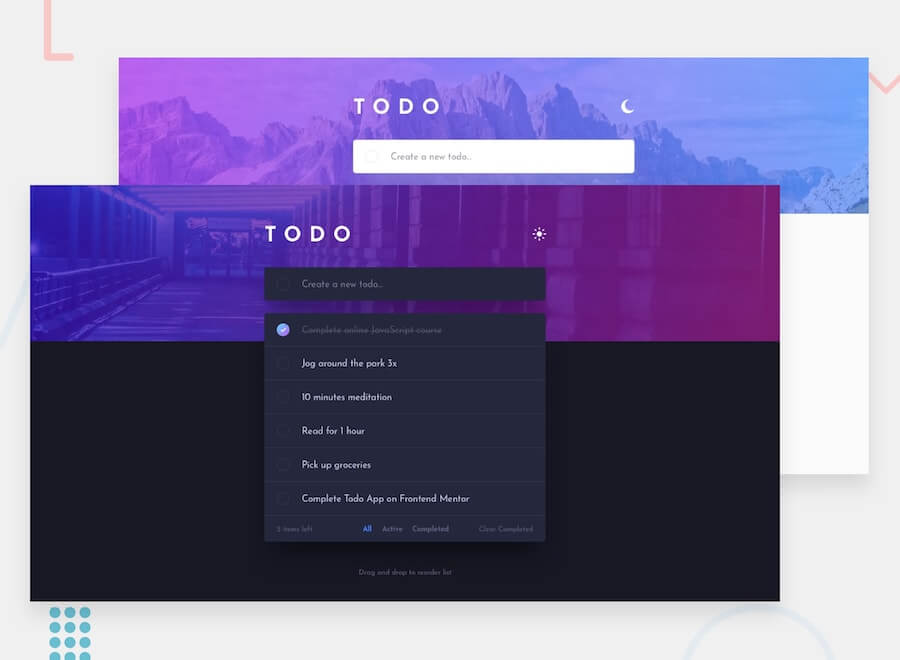 TODO
Create a new todo...
TODO
Create a new todo...
Complete online JavaScript course
Jog around the park 3x
10 minutes meditation
Read for 1 hour
Pick up groceries
Complete Todo App on Frontend Mentor
items left All Active Completed Clear Completed
Drag and drop to reorder list